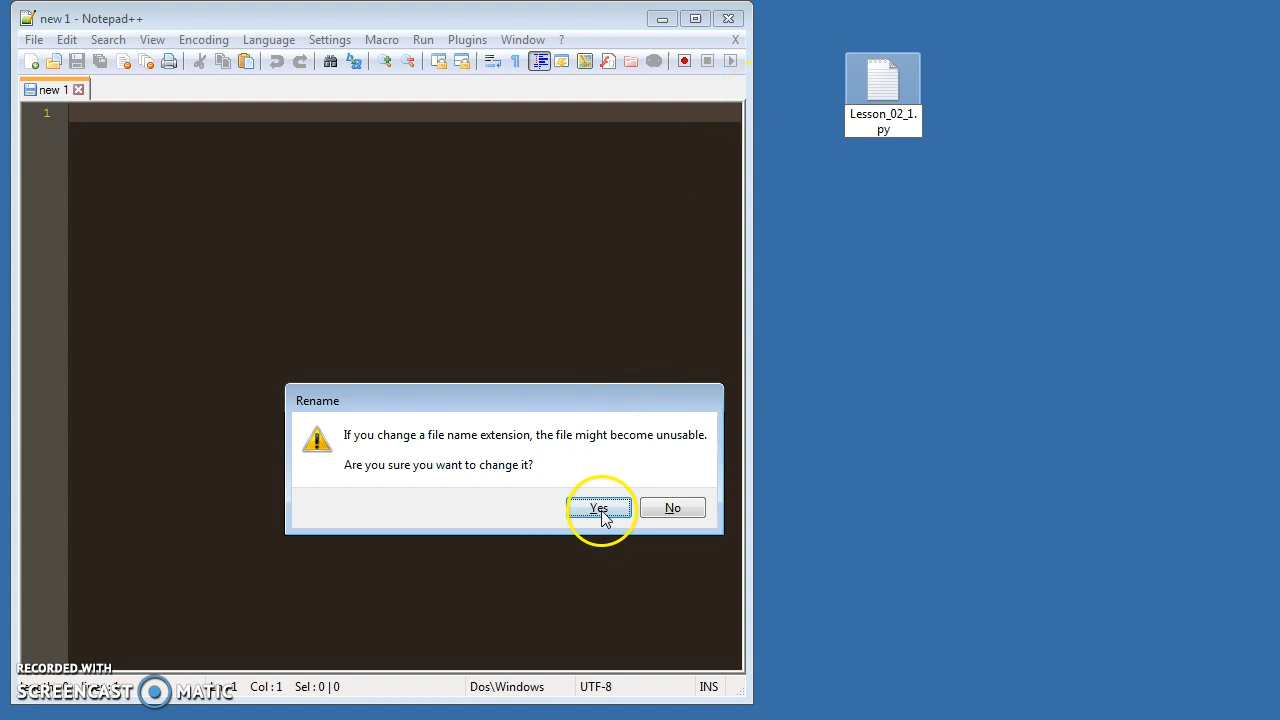 new 1 - Notepad++
File Edit Search View Encoding Language Settings Macro Run Plugins Window ? X
new 1
1
Lesson_02_1.
py
Rename
If you change a file name extension, the file might become unusable.
Are you sure you want to change it?
Yes No
RECORDED WITH
SCREENCAST MATIC
Col : 1 Sel : 0 | 0 Dos\Windows UTF-8 INS